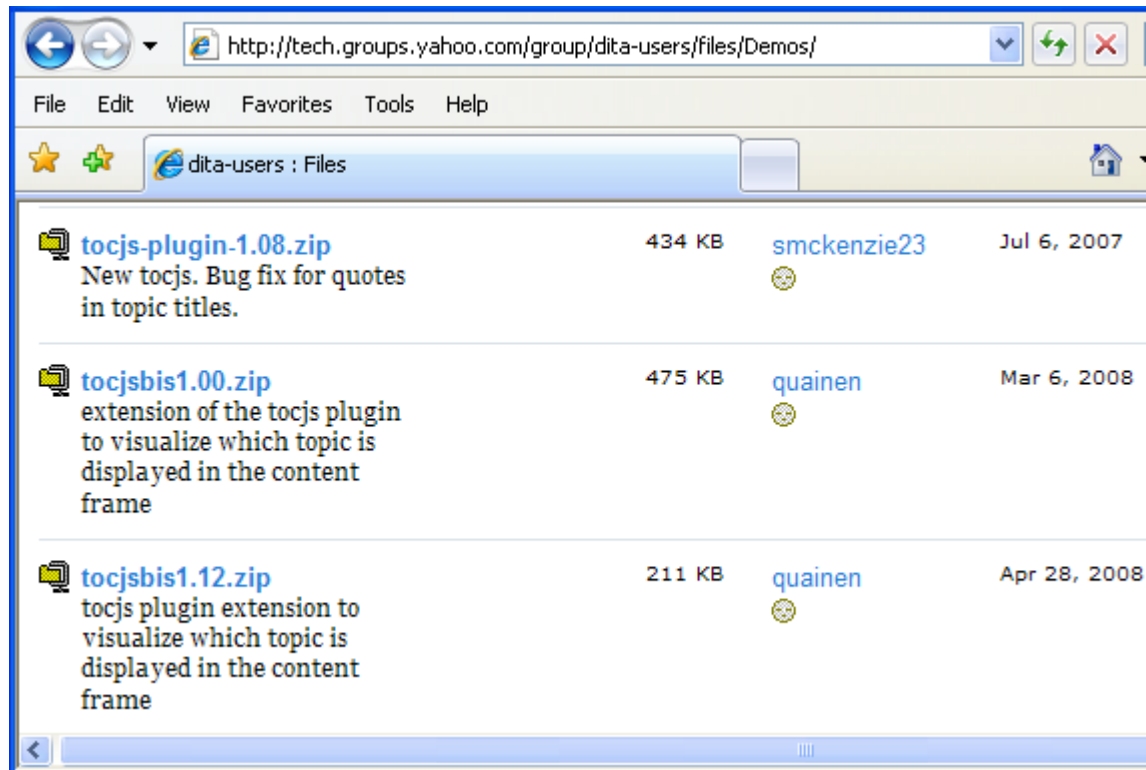 http://tech.groups.yahoo.com/group/dita-users/files/Demos/
File Edit View Favorites Tools Help
dita-users : Files
tocjs-plugin-1.08.zip 434 KB smckenzie23 Jul 6, 2007
New tocjs. Bug fix for quotes
in topic titles.
tocjsbis1.00.zip 475 KB quainen Mar 6, 2008
extension of the tocjs plugin
to visualize which topic is
displayed in the content
frame
tocjsbis1.12.zip 211 KB quainen Apr 28, 2008
tocjs plugin extension to
visualize which topic is
displayed in the content
frame